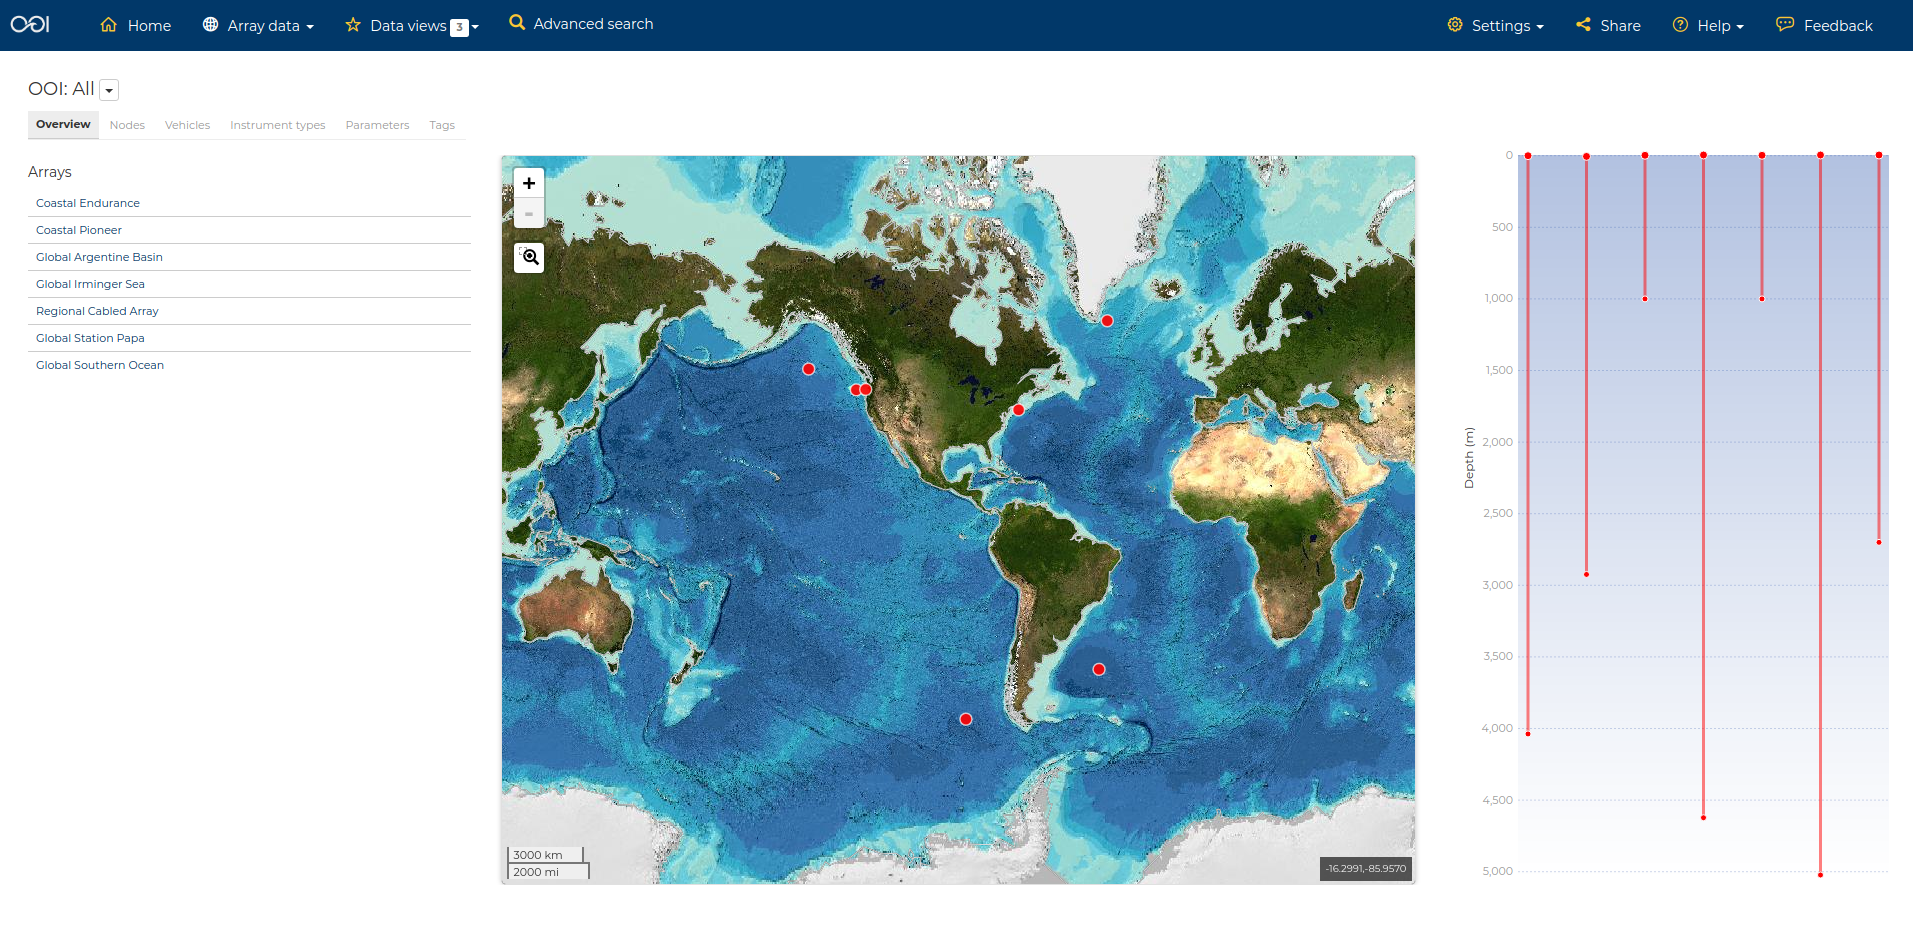 OOI Home Array data Data views 3 Advanced search Settings Share Help Feedback
OOI: All
Overview Nodes Vehicles Instrument types Parameters Tags
Arrays
Coastal Endurance
Coastal Pioneer
Global Argentine Basin
Global Irminger Sea
Regional Cabled Array
Global Station Papa
Global Southern Ocean
+
-
3000 km
2000 mi
-16.2991,-85.9570
Depth (m)
0
500
1,000
1,500
2,000
2,500
3,000
3,500
4,000
4,500
5,000